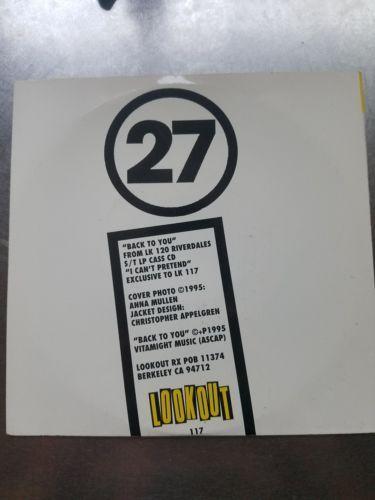 27
"BACK TO YOU"
FROM LK 120 RIVERDALES
S/T LP CASS CD
"I CAN'T PRETEND"
EXCLUSIVE TO LK 117
COVER PHOTO ©1995:
ANNA MULLEN
JACKET DESIGN:
CHRISTOPHER APPELGREN
"BACK TO YOU" ©+P1995
VITAMIGHT MUSIC (ASCAP)
LOOKOUT RX POB 11374
BERKELEY CA 94712
LOOKOUT
117